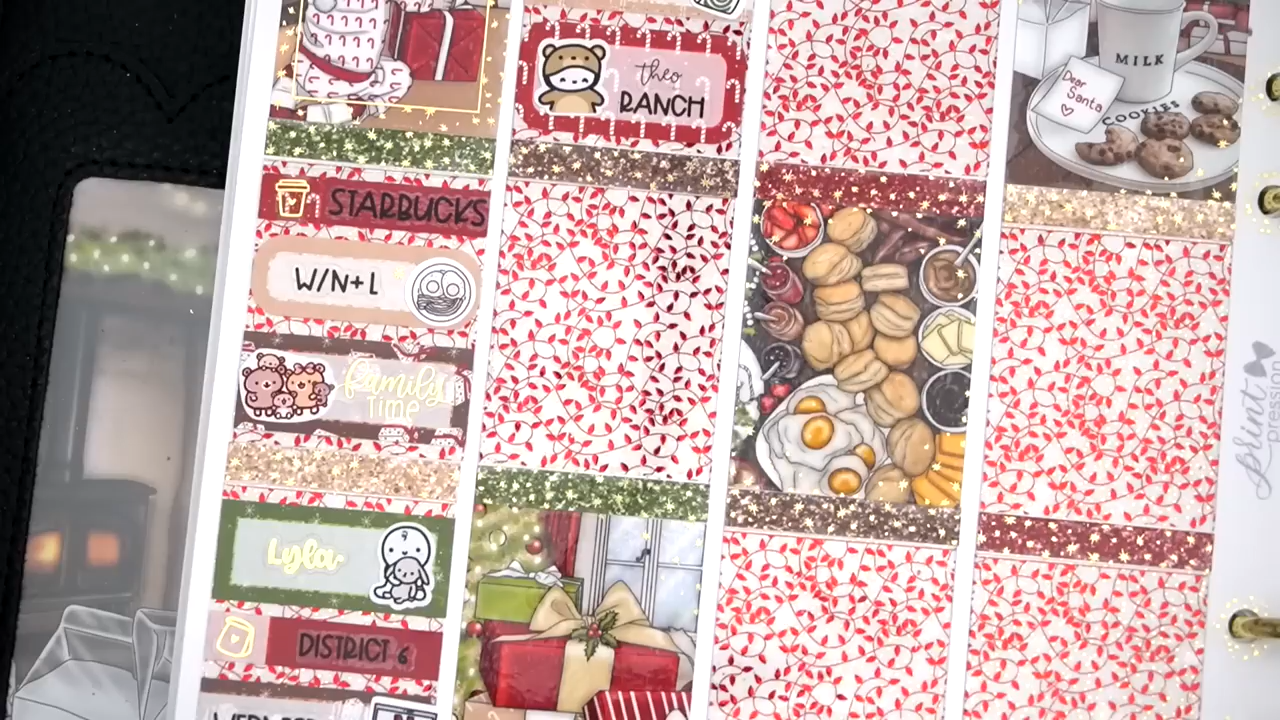 theo
RANCH
MILK
Dear
Santa
COOKIES
STARBUCKS
W/N+L
family
TIME
Lyla
DISTRICT 6